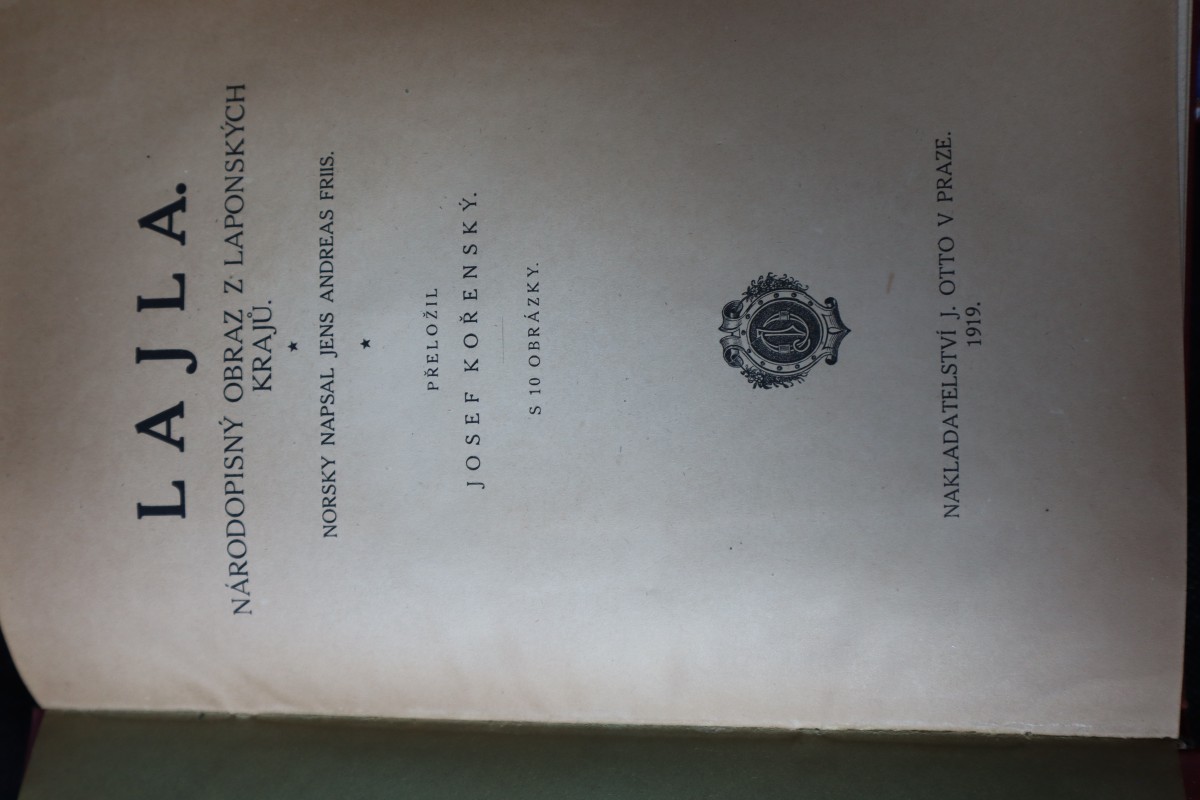 LAJLA.
NÁRODOPISNÝ OBRAZ Z LAPONSKÝCH
KRAJŮ.
★
NORSKY NAPSAL JENS ANDREAS FRIIS.
★
PŘELOŽIL
JOSEF KOŘENSKÝ.
S 10 OBRÁZKY.
NAKLADATELSTVÍ J. OTTO V PRAZE.
1919.